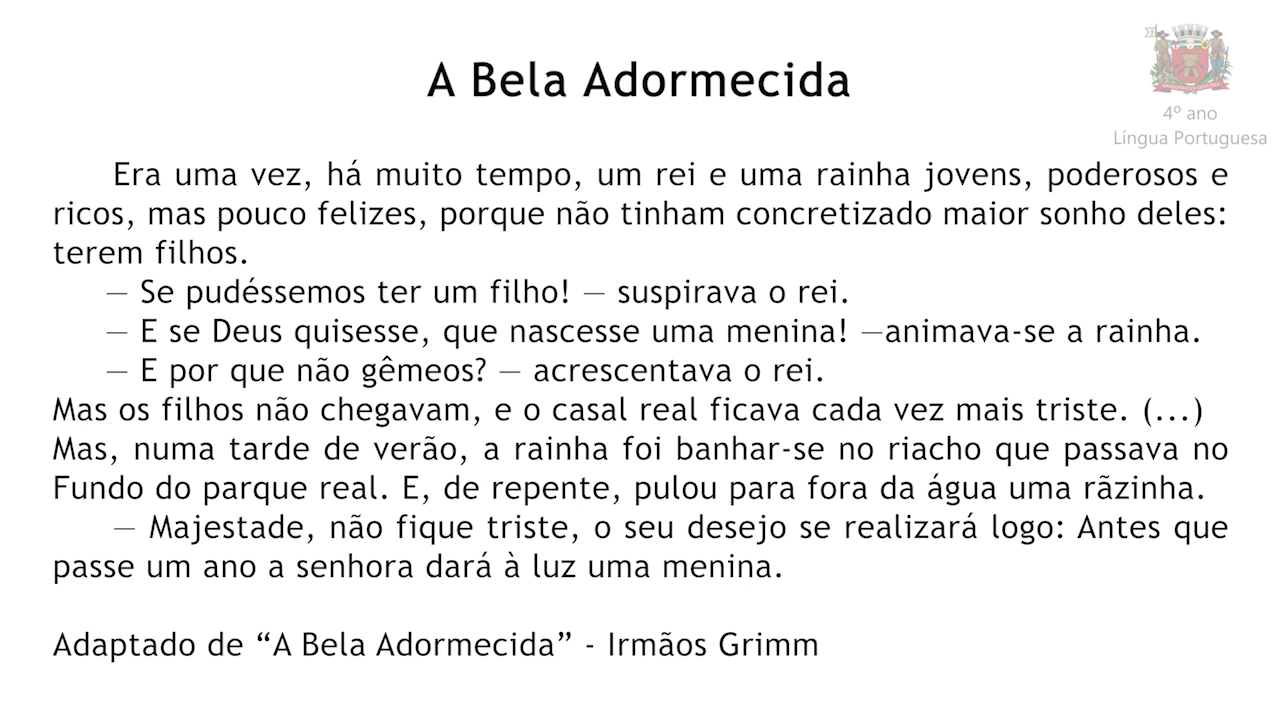 A Bela Adormecida
4º ano
Língua Portuguesa
Era uma vez, há muito tempo, um rei e uma rainha jovens, poderosos e
ricos, mas pouco felizes, porque não tinham concretizado maior sonho deles:
terem filhos.
— Se pudéssemos ter um filho! — suspirava o rei.
— E se Deus quisesse, que nascesse uma menina! —animava-se a rainha.
— E por que não gêmeos? — acrescentava o rei.
Mas os filhos não chegavam, e o casal real ficava cada vez mais triste. (...)
Mas, numa tarde de verão, a rainha foi banhar-se no riacho que passava no
Fundo do parque real. E, de repente, pulou para fora da água uma rãzinha.
— Majestade, não fique triste, o seu desejo se realizará logo: Antes que
passe um ano a senhora dará à luz uma menina.
Adaptado de “A Bela Adormecida” - Irmãos Grimm